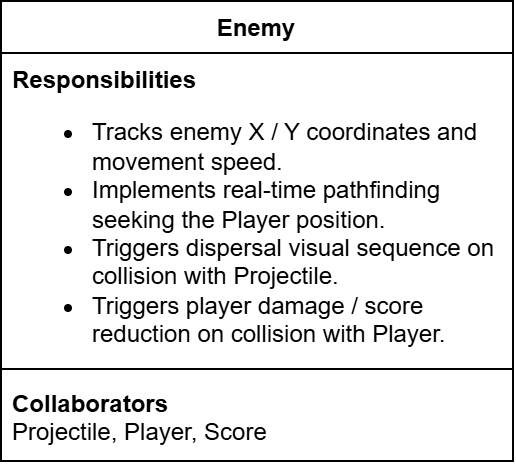 Enemy
Responsibilities
• Tracks enemy X / Y coordinates and
movement speed.
• Implements real-time pathfinding
seeking the Player position.
• Triggers dispersal visual sequence on
collision with Projectile.
• Triggers player damage / score
reduction on collision with Player.
Collaborators
Projectile, Player, Score